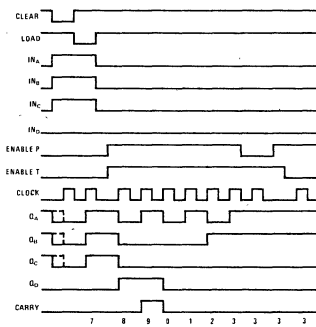 CLEAR
LOAD
INA
INB
INC
IND
ENABLE P
ENABLE T
CLOCK
QA
QB
QC
QD
CARRY
7 8 9 0 1 2 3 3 3 3